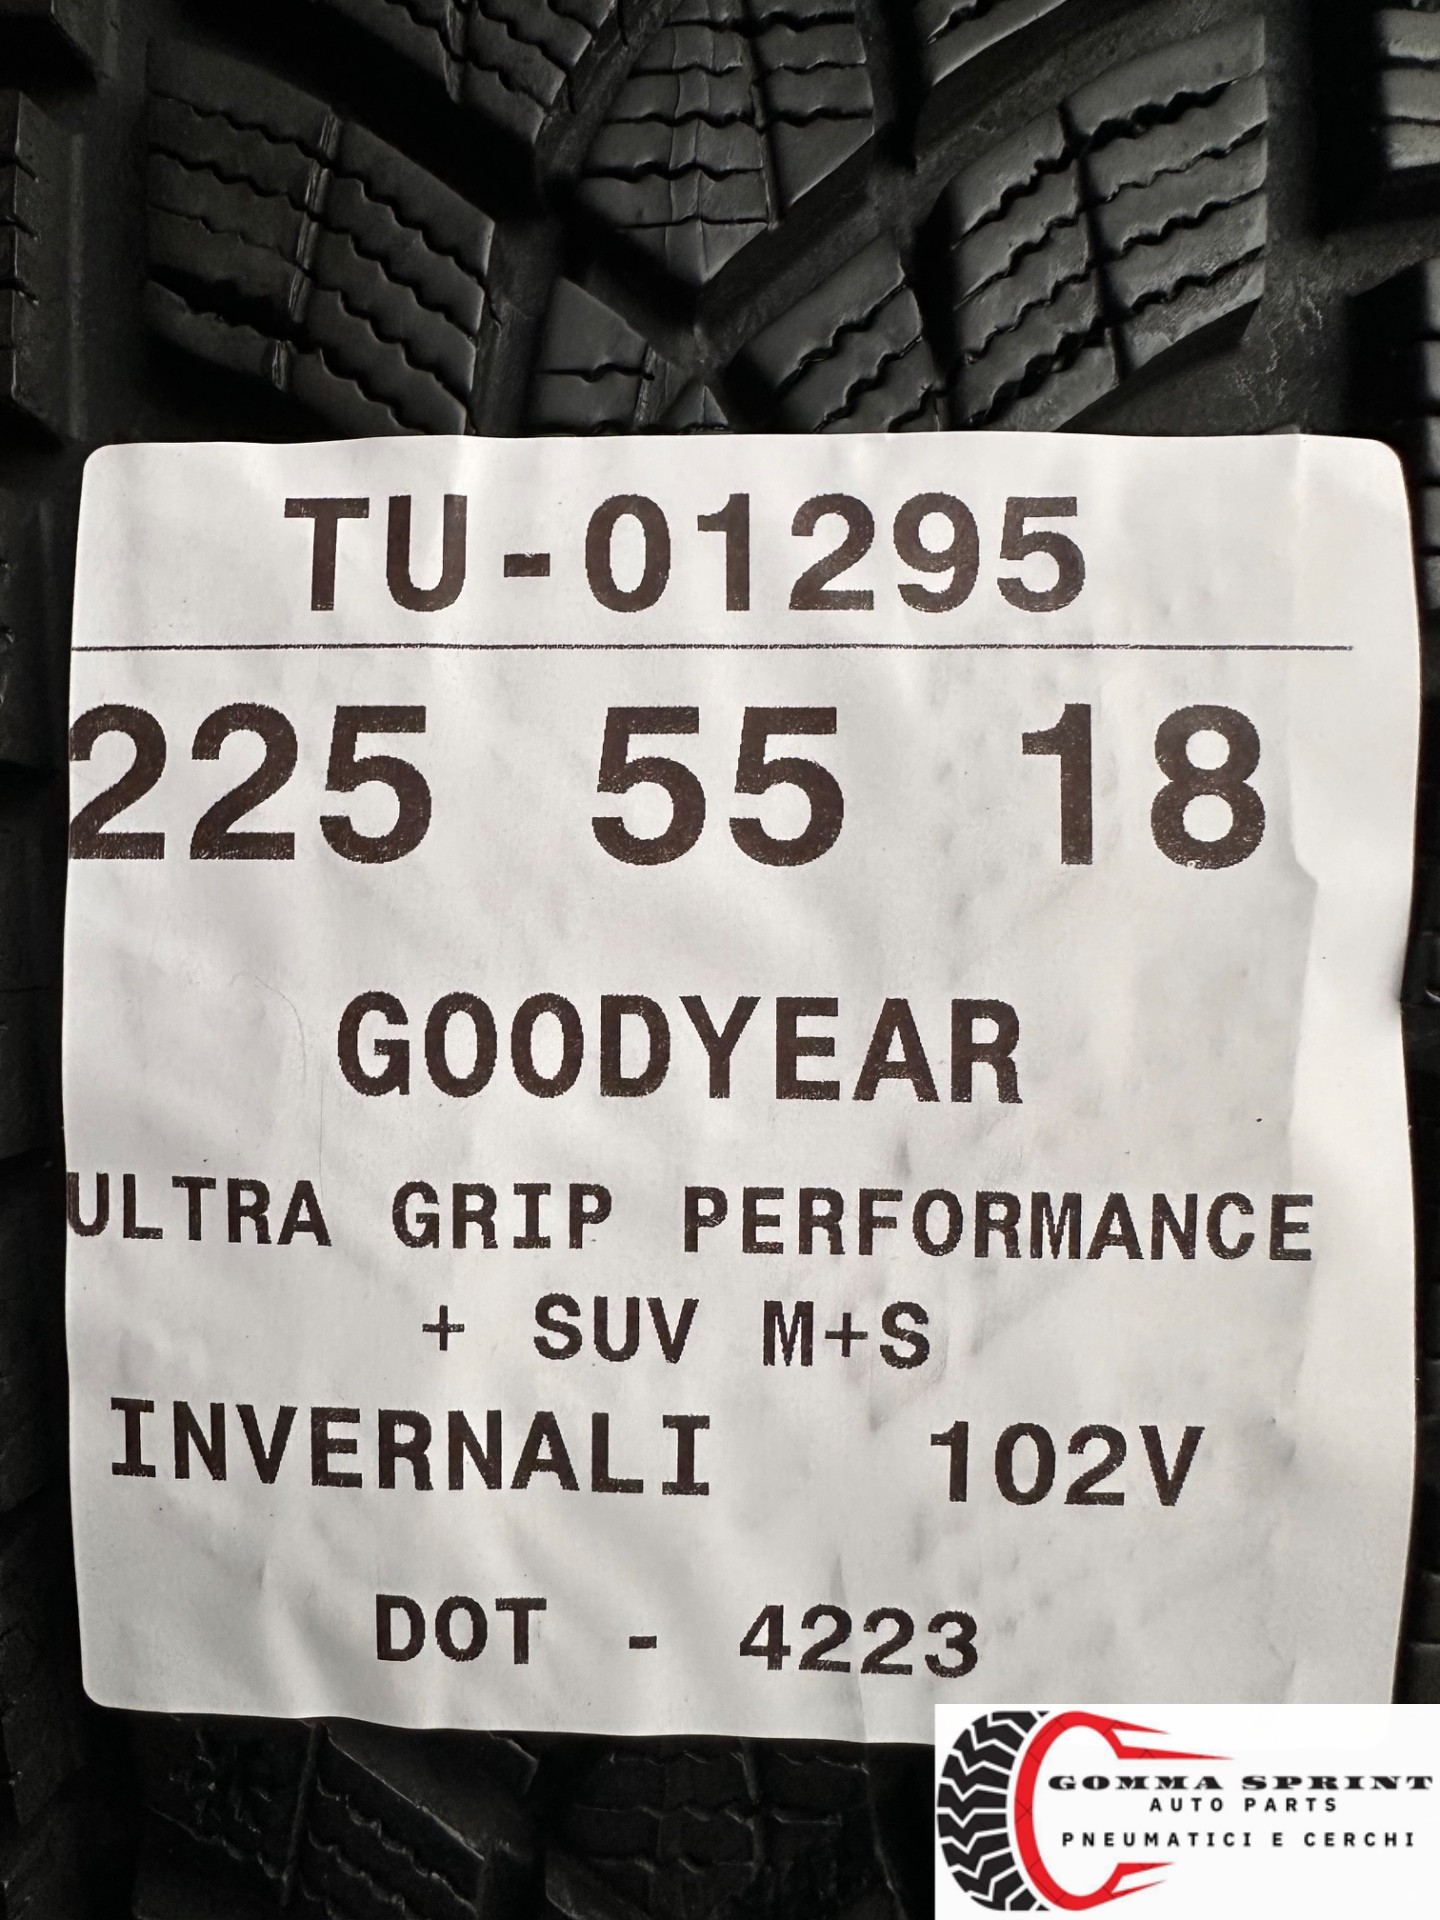 TU-01295
225 55 18
GOODYEAR
ULTRA GRIP PERFORMANCE
+ SUV M+S
INVERNALI 102V
DOT - 4223
GOMMA SPRINT
AUTO PARTS
PNEUMATICI E CERCHI